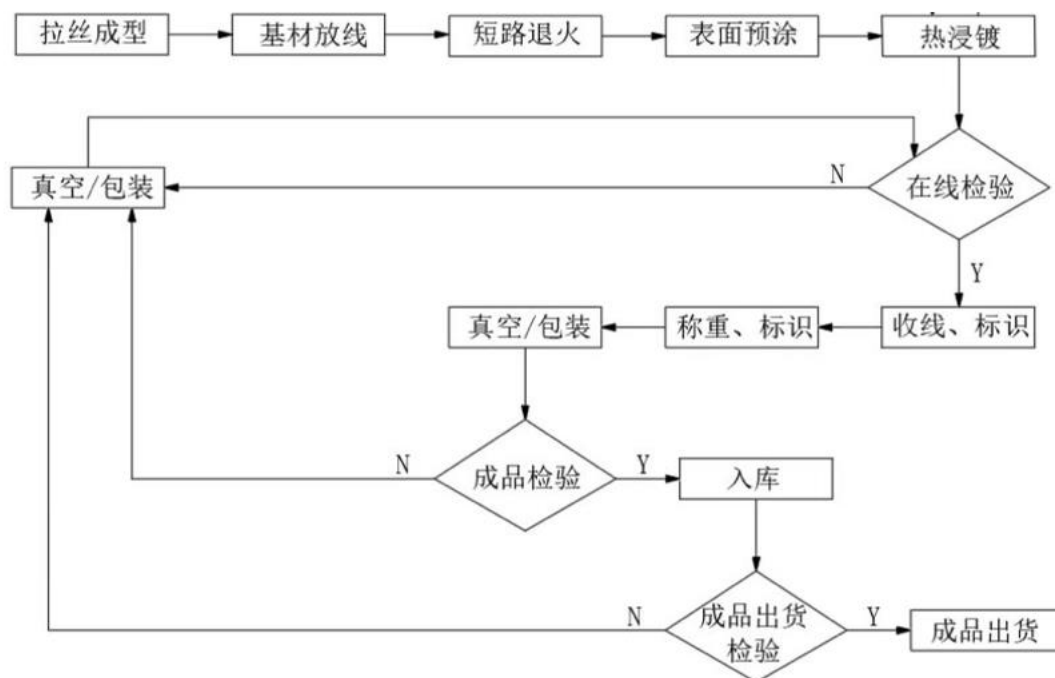 拉丝成型
基材放线
短路退火
表面预涂
热浸镀
真空/包装
N
在线检验
Y
真空/包装
称重、标识
收线、标识
N
成品检验
Y
入库
N
成品出货
检验
Y
成品出货